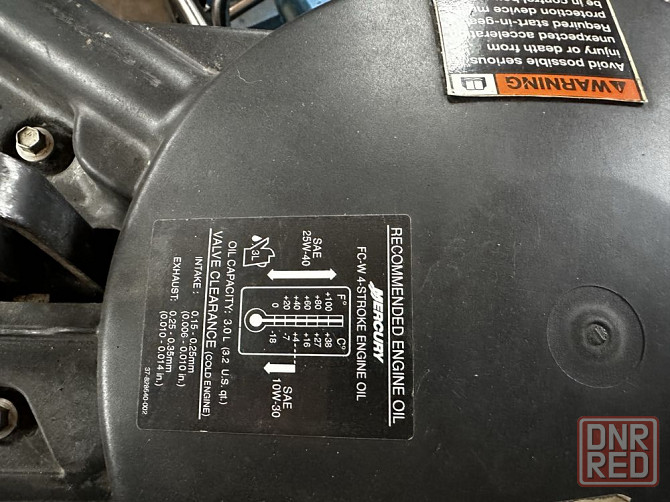 RECOMMENDED ENGINE OIL
MERCURY
FC-W 4-STROKE ENGINE OIL
F° C°
+100 +38
+80 +27
+60 +16
+40 +4
+20 -7
0 -18
SAE
25W-40
SAE
10W-30
3L
OIL CAPACITY: 3.0 L (3.2 U.S. qt.)
VALVE CLEARANCE (COLD ENGINE)
INTAKE: 0.15 - 0.25mm
(0.006 - 0.010 in.)
EXHAUST: 0.25 - 0.35mm
(0.010 - 0.014 in.)
37-828640-002
WARNING
Avoid possible serious
injury or death from
unexpected accelerat
Required start-in-gea
protection device mu
be in control
DNR
RED